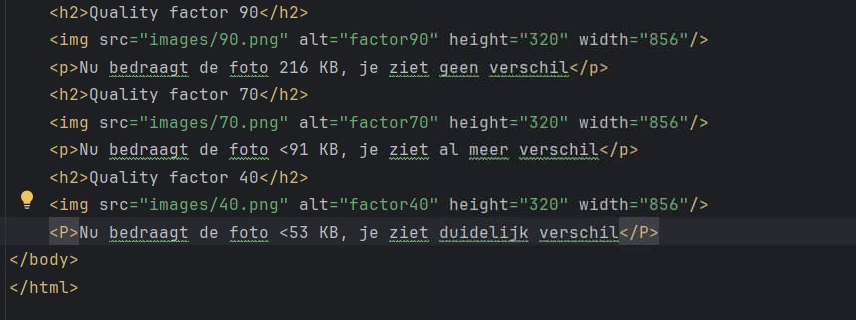 <h2>Quality factor 90</h2>
<img src="images/90.png" alt="factor90" height="320" width="856"/>
<p>Nu bedraagt de foto 216 KB, je ziet geen verschil</p>
<h2>Quality factor 70</h2>
<img src="images/70.png" alt="factor70" height="320" width="856"/>
<p>Nu bedraagt de foto <91 KB, je ziet al meer verschil</p>
<h2>Quality factor 40</h2>
<img src="images/40.png" alt="factor40" height="320" width="856"/>
<P>Nu bedraagt de foto <53 KB, je ziet duidelijk verschil</P>
</body>
</html>